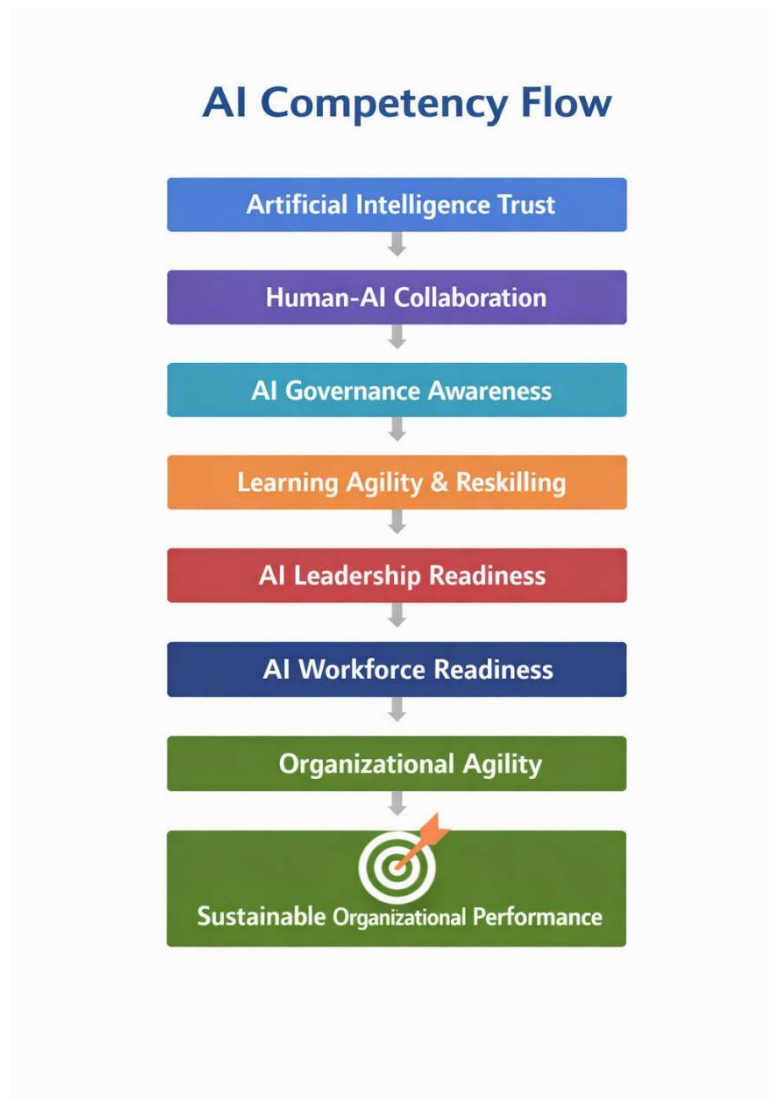 AI Competency Flow
Artificial Intelligence Trust
Human-AI Collaboration
AI Governance Awareness
Learning Agility & Reskilling
AI Leadership Readiness
AI Workforce Readiness
Organizational Agility
Sustainable Organizational Performance